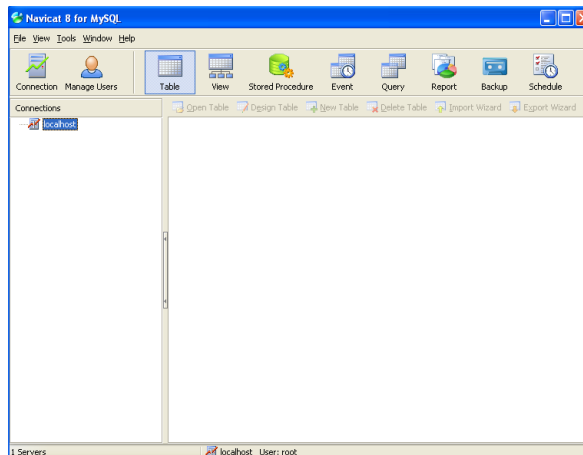 Navicat 8 for MySQL
File View Tools Window Help
Connection Manage Users Table View Stored Procedure Event Query Report Backup Schedule
Connections Open Table Design Table New Table Delete Table Import Wizard Export Wizard
localhost
1 Servers localhost User: root